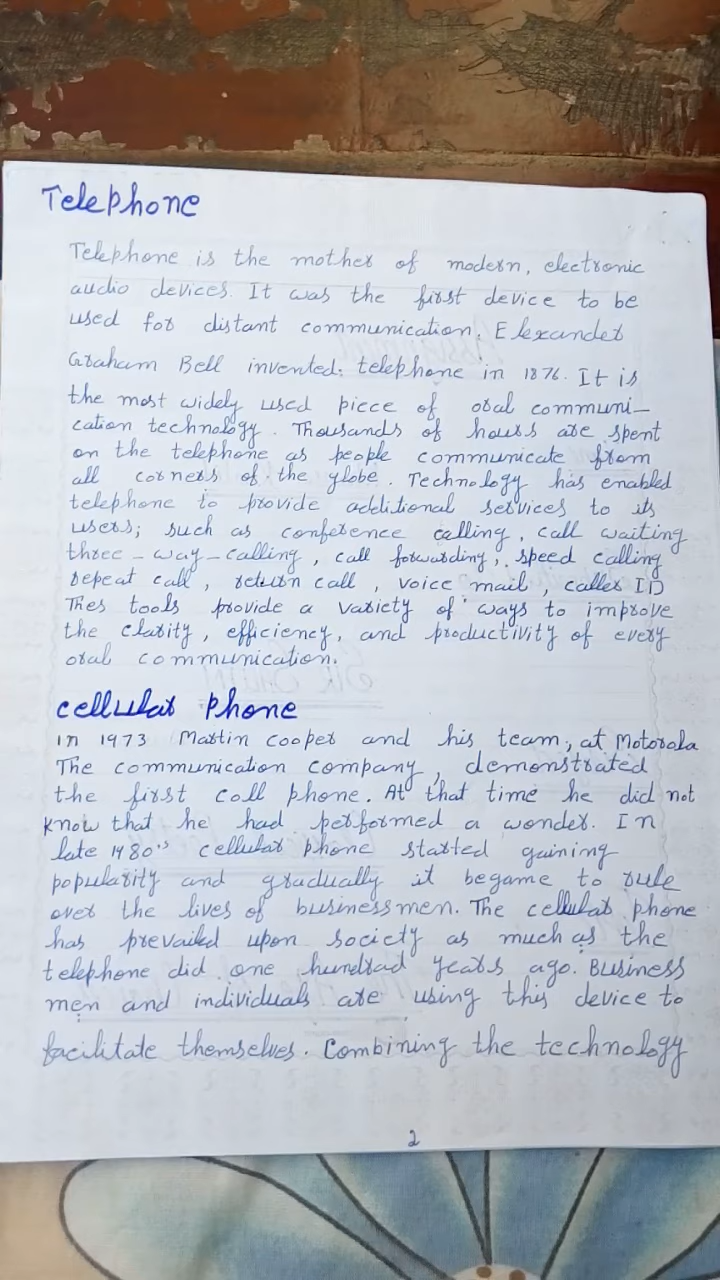 Telephone
Telephone is the mother of modern, electronic
audio devices. It was the first device to be
used for distant communication. Elexander
Graham Bell invented. telephone in 1876. It is
the most widely used piece of oral communi-
cation technology. Thousands of hours are spent
on the telephone as people communicate from
all corners of the globe. Technology has enabled
telephone to provide additional services to its
users; such as conference calling, call waiting
three-way-calling, call forwarding, speed calling
repeat call, return call, voice mail, caller ID
Thes tools provide a variety of ways to improve
the clarity, efficiency, and productivity of every
oral communication.
cellular phone
in 1973 Martin cooper and his team, at Motorola
The communication company, demonstrated
the first coll phone. At that time he did not
know that he had performed a wonder. In
late 1980's cellular phone started gaining
popularity and gradually it begame to rule
over the lives of businessmen. The cellular phone
has prevailed upon society as much as the
telephone did one hundrad years ago. Business
men and individuals are using this device to
facilitate themselves. Combining the technology
2